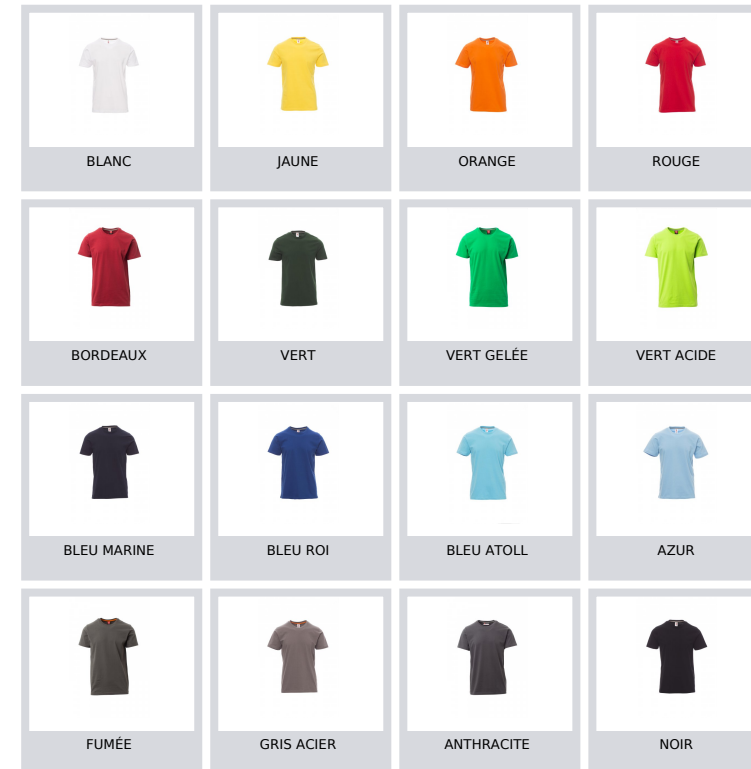 BLANC
JAUNE
ORANGE
ROUGE
BORDEAUX
VERT
VERT GELÉE
VERT ACIDE
BLEU MARINE
BLEU ROI
BLEU ATOLL
AZUR
FUMÉE
GRIS ACIER
ANTHRACITE
NOIR